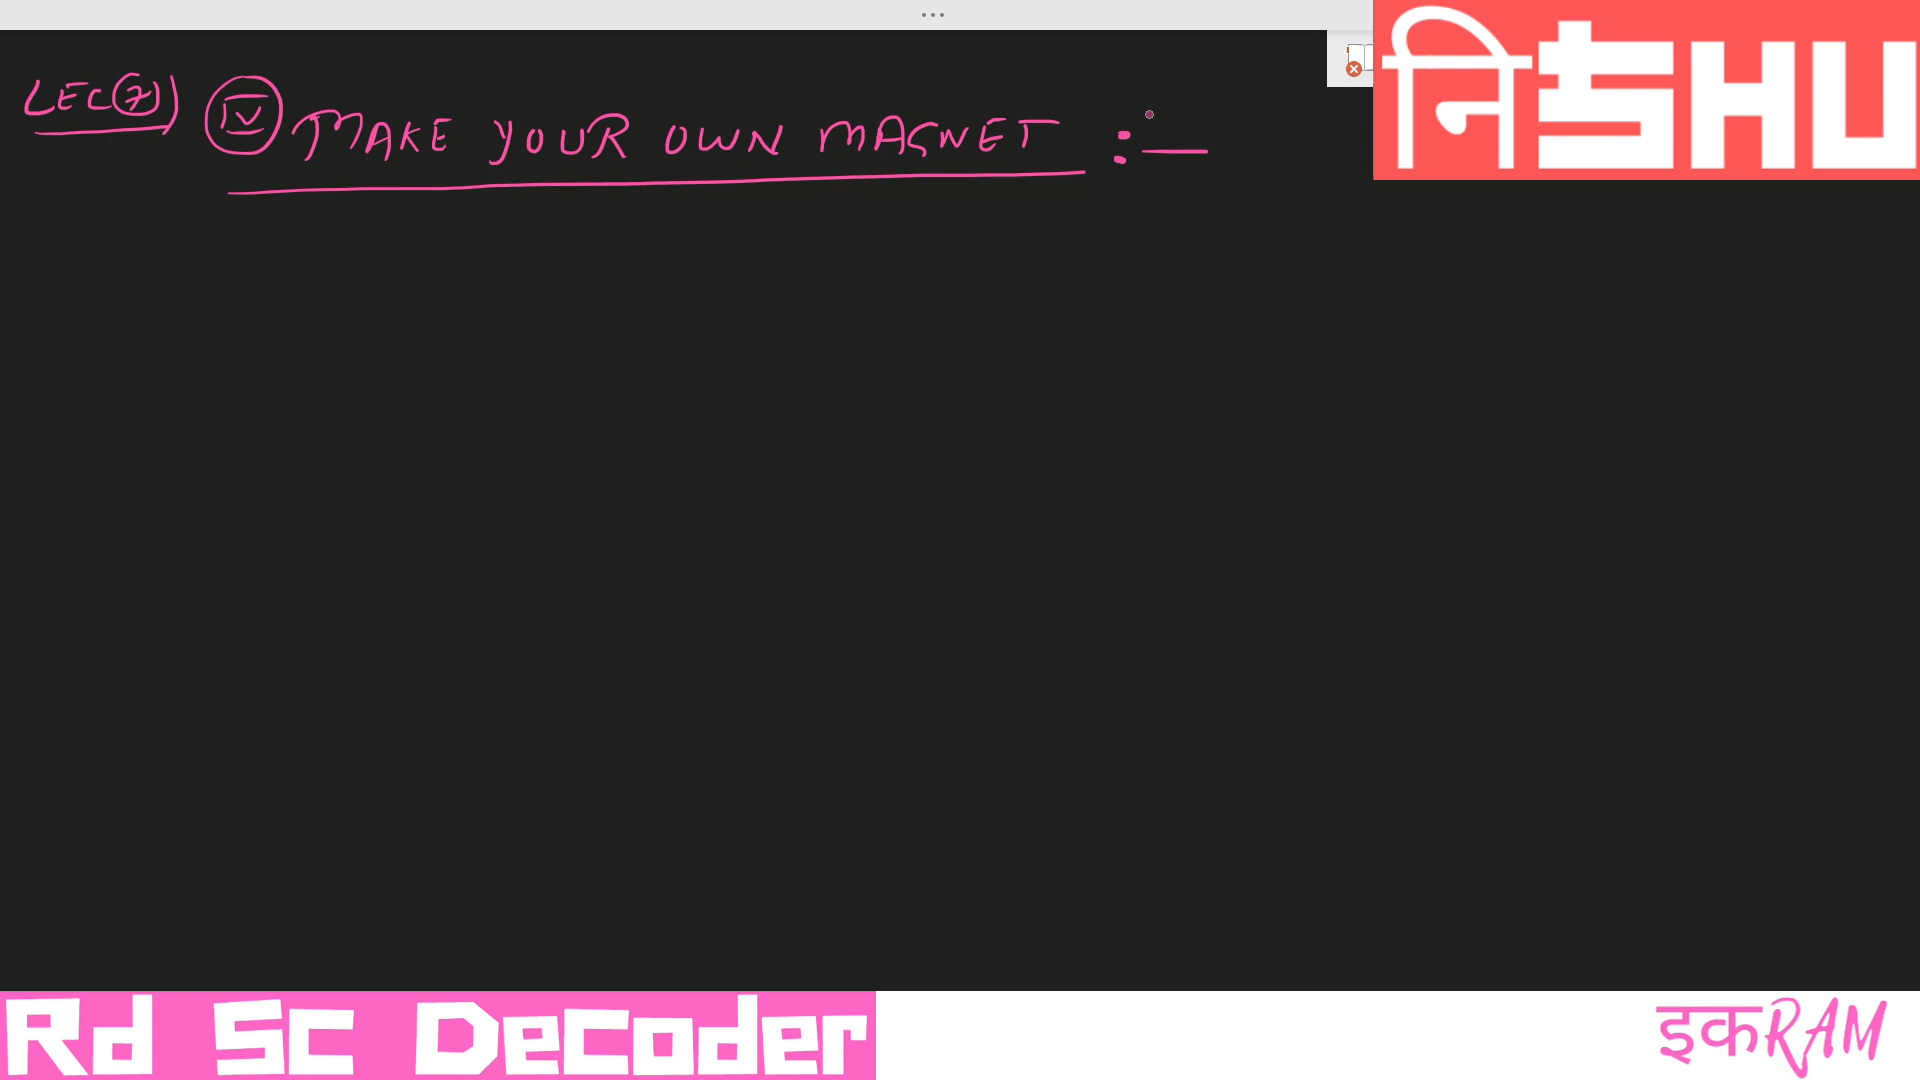 LEC(7)) IV MAKE YOUR OWN MAGNET :—
निSHU
Rd Sc Decoder
इकRAM